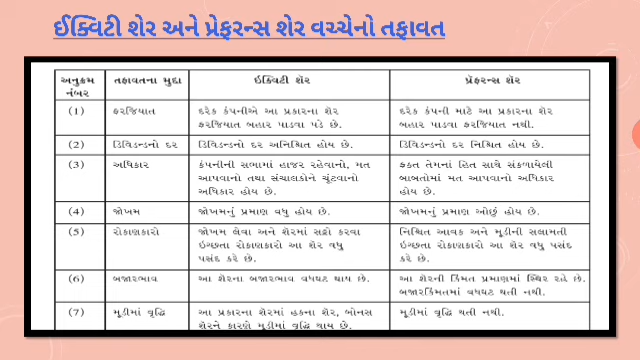 ઈક્વિટી શેર અને પ્રેફરન્સ શેર વચ્ચેનો તફાવત
અનુક્રમ નંબર તફાવતના મુદ્દા ઇક્વિટી શૅર પ્રૅફરન્સ શૅર
(1) ફરજિયાત દરેક કંપનીએ આ પ્રકારના શૅર દરેક કંપની માટે આ પ્રકારના શૅર
ફરજિયાત બહાર પાડવા પડે છે. બહાર પાડવા ફરજિયાત નથી.
(2) ડિવિડન્ડનો દર ડિવિડન્ડનો દર અનિશ્ચિત હોય છે. ડિવિડન્ડનો દર નિશ્ચિત હોય છે.
(3) અધિકાર કંપનીની સભામાં હાજર રહેવાનો, મત ફક્ત તેમનાં હિત સાથે સંકળાયેલી
આપવાનો તથા સંચાલકોને ચૂંટવાનો બાબતોમાં મત આપવાનો અધિકાર
અધિકાર હોય છે. હોય છે.
(4) જોખમ જોખમનું પ્રમાણ વધુ હોય છે. જોખમનું પ્રમાણ ઓછું હોય છે.
(5) રોકાણકારો જોખમ લેવા અને શૅરમાં સટ્ટો કરવા નિશ્ચિત આવક અને મૂડીની સલામતી
ઇચ્છતા રોકાણકારો આ શૅર વધુ ઇચ્છતા રોકાણકારો આ શૅર વધુ પસંદ
પસંદ કરે છે. કરે છે.
(6) બજારભાવ આ શૅરના બજારભાવ વધઘટ થાય છે. આ શૅરની કિંમત પ્રમાણમાં સ્થિર રહે છે.
બજારકિંમતમાં વધઘટ થતી નથી.
(7) મૂડીમાં વૃદ્ધિ આ પ્રકારના શૅરમાં હકના શૅર, બોનસ મૂડીમાં વૃદ્ધિ થતી નથી.
શૅરને કારણે મૂડીમાં વૃદ્ધિ થાય છે.